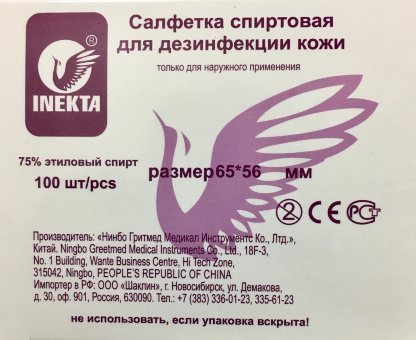 Салфетка спиртовая
для дезинфекции кожи
только для наружного применения
®
INEKTA
75% этиловый спирт
100 шт/pcs
размер65*56 мм
2 CE РСТ
Производитель: «Нинбо Гритмед Медикал Инструментс Ко., Лтд.»,
Китай. Ningbo Greetmed Medical Instruments Co., Ltd., 18F-3,
No. 1 Building, Wante Business Centre, Hi Tech Zone,
315042, Ningbo, PEOPLE'S REPUBLIC OF CHINA
Импортер в РФ: ООО «Шаклин», г. Новосибирск, ул. Демакова,
д. 30, оф. 901, Россия, 630090. Тел.: +7 (383) 336-01-23, 335-61-23
не использовать, если упаковка вскрыта!